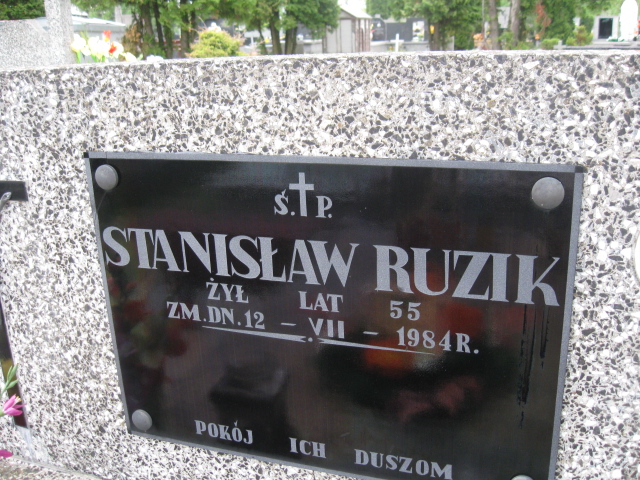 Ś.†P.
STANISŁAW RUZIK
ŻYŁ LAT 55
ZM.DN.12 - VII - 1984R.
POKÓJ ICH DUSZOM